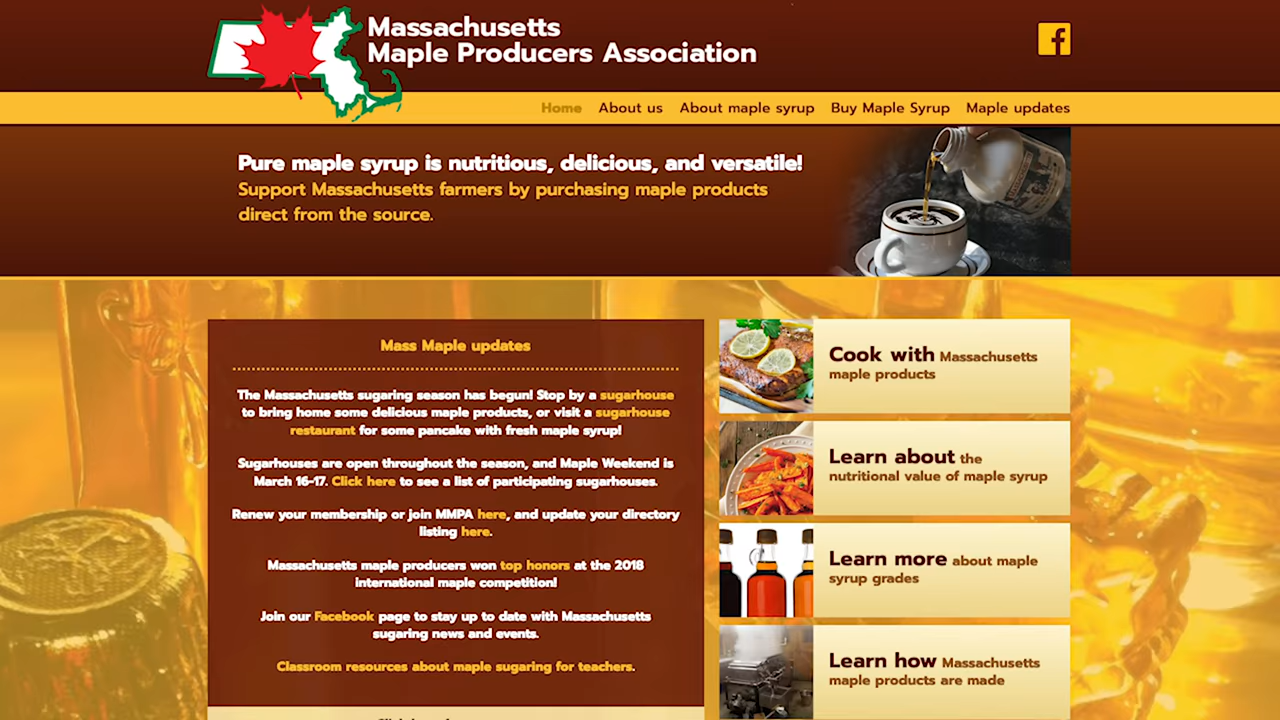 Massachusetts
Maple Producers Association
Home About us About maple syrup Buy Maple Syrup Maple updates
Pure maple syrup is nutritious, delicious, and versatile!
Support Massachusetts farmers by purchasing maple products
direct from the source.
Mass Maple updates
The Massachusetts sugaring season has begun! Stop by a sugarhouse
to bring home some delicious maple products, or visit a sugarhouse
restaurant for some pancake with fresh maple syrup!
Sugarhouses are open throughout the season, and Maple Weekend is
March 16-17. Click here to see a list of participating sugarhouses.
Renew your membership or join MMPA here, and update your directory
listing here.
Massachusetts maple producers won top honors at the 2018
international maple competition!
Join our Facebook page to stay up to date with Massachusetts
sugaring news and events.
Classroom resources about maple sugaring for teachers.
Cook with Massachusetts
maple products
Learn about the
nutritional value of maple syrup
Learn more about maple
syrup grades
Learn how Massachusetts
maple products are made